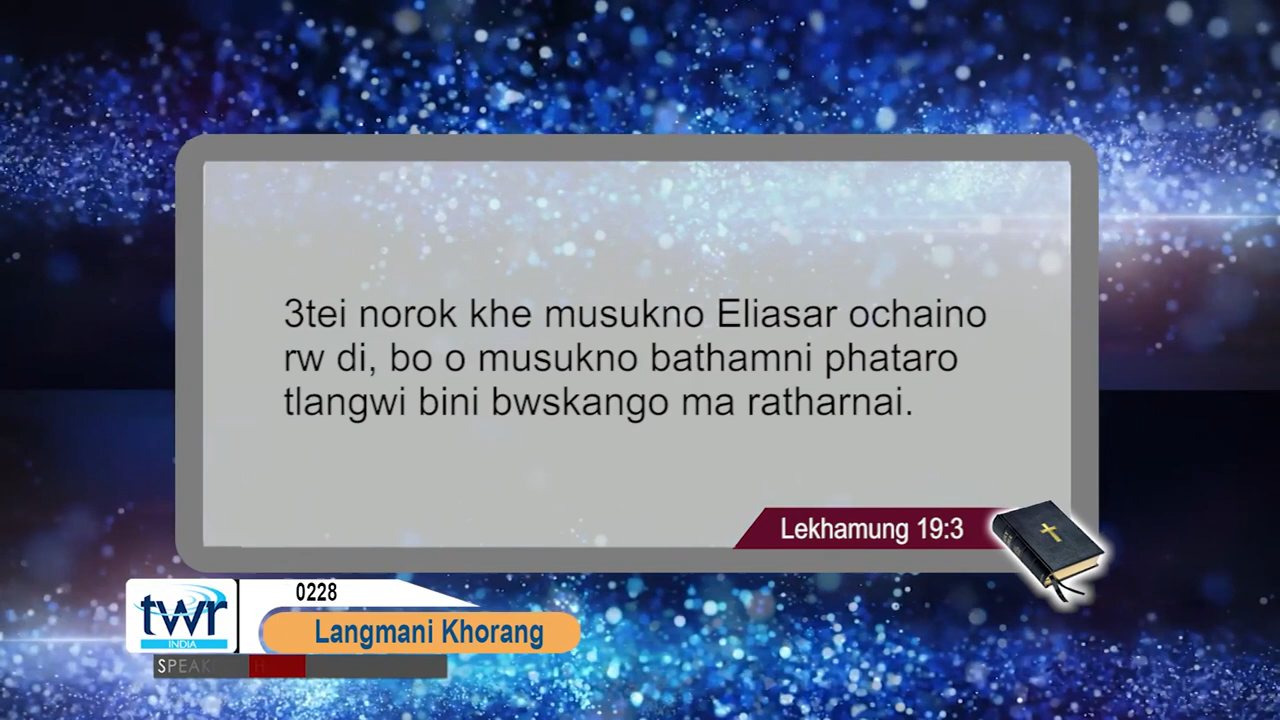 3tei norok khe musukno Eliasar ochaino
rw di, bo o musukno bathamni phataro
tlangwi bini bwskango ma ratharnai.
Lekhamung 19:3
twr
INDIA
0228
Langmani Khorang
SPEAK